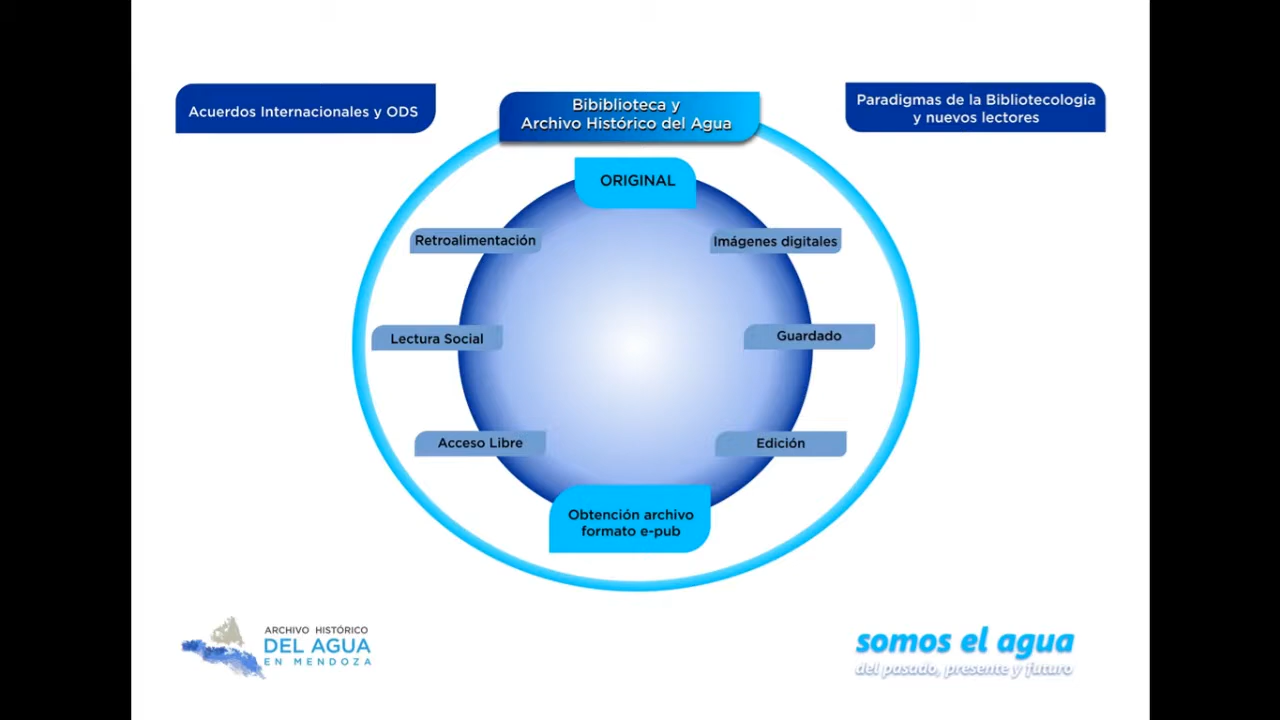 Acuerdos Internacionales y ODS
Bibiblioteca y
Archivo Histórico del Agua
Paradigmas de la Bibliotecologia
y nuevos lectores
ORIGINAL
Retroalimentación
Imágenes digitales
Lectura Social
Guardado
Acceso Libre
Edición
Obtención archivo
formato e-pub
ARCHIVO HISTÓRICO
DEL AGUA
EN MENDOZA
somos el agua
del pasado, presente y futuro